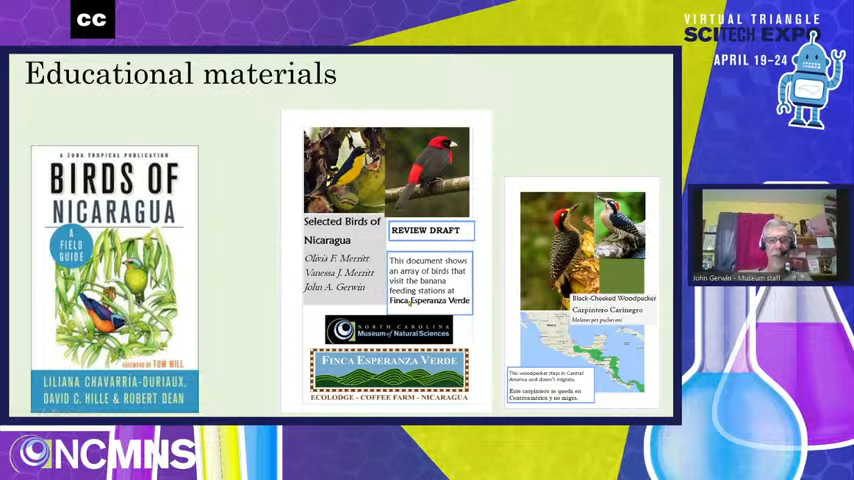 CC
VIRTUAL TRIANGLE
SCITECH EXPO
APRIL 19-24
Educational materials
A ZONA TROPICAL PUBLICATION
BIRDS OF
NICARAGUA
A
FIELD
GUIDE
FOREWORD BY TOM WILL
LILIANA CHAVARRÍA-DURIAUX,
DAVID C. HILLE & ROBERT DEAN
Selected Birds of
Nicaragua
Olivia F. Merritt
Vanessa J. Merritt
John A. Gerwin
REVIEW DRAFT
This document shows
an array of birds that
visit the banana
feeding stations at
Finca Esperanza Verde
NORTH CAROLINA
Museum of Natural Sciences
FINCA ESPERANZA VERDE
ECOLODGE - COFFEE FARM - NICARAGUA
Black-Cheeked Woodpecker
Carpintero Carinegro
Melanerpes pucherani
This woodpecker stays in Central
America and doesn't migrate.
Este carpintero se queda en
Centroamérica y no migra.
John Gerwin - Museum staff
NCMNS